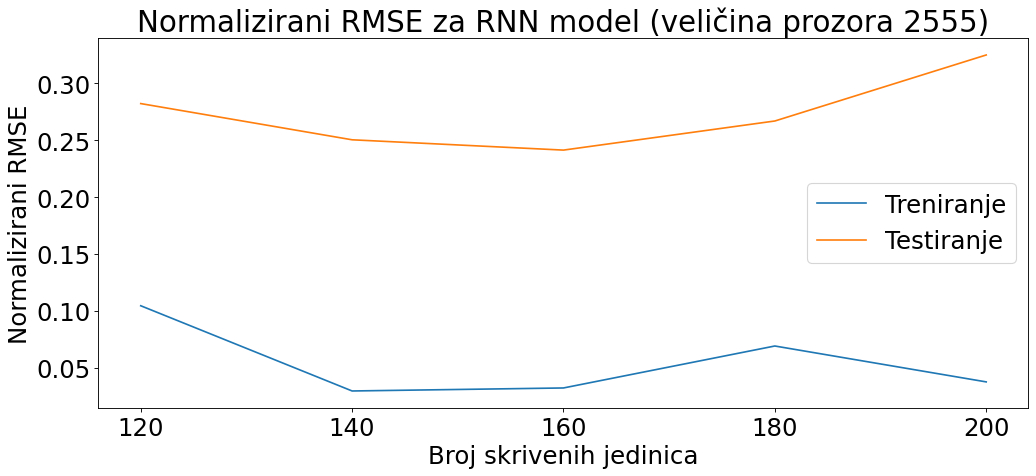 Normalizirani RMSE za RNN model (veličina prozora 2555)
Normalizirani RMSE
0.30
0.25
0.20
0.15
0.10
0.05
Treniranje
Testiranje
120 140 160 180 200
Broj skrivenih jedinica